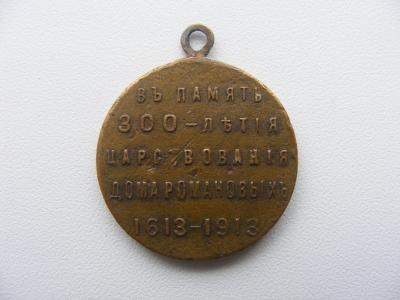 ВЪ ПАМЯТЬ
300-ЛѢТІЯ
ЦАРСТВОВАНІЯ
ДОМА РОМАНОВЫХЪ
1613-1913